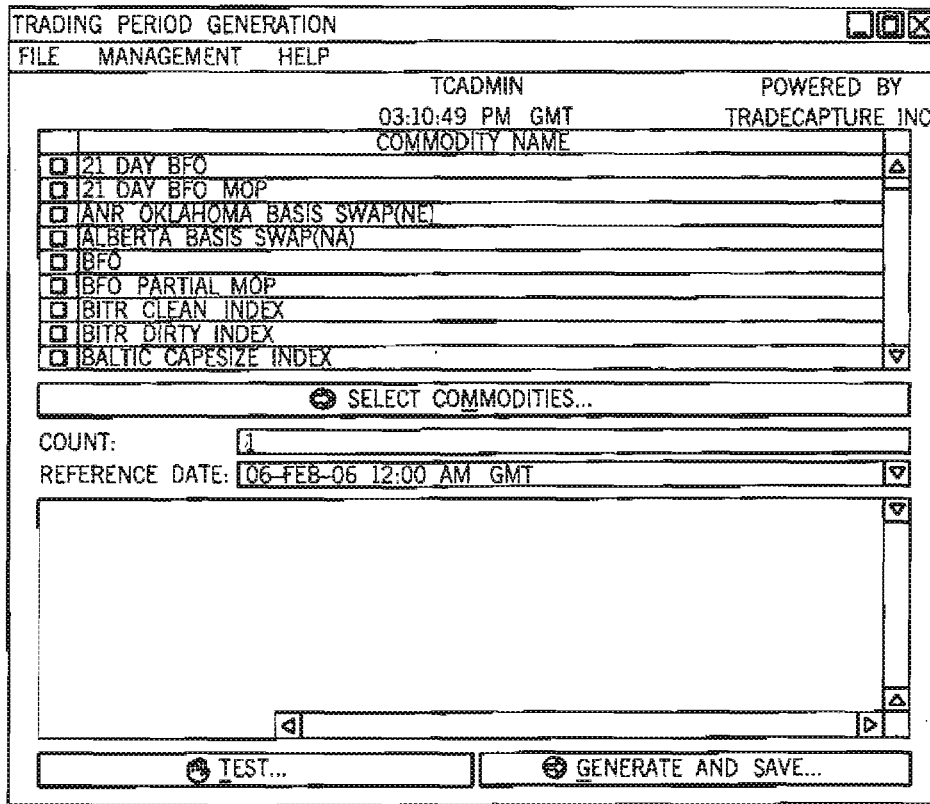 TRADING PERIOD GENERATION
FILE MANAGEMENT HELP
TCADMIN POWERED BY
03:10:49 PM GMT TRADECAPTURE INC
COMMODITY NAME
21 DAY BFO
21 DAY BFO MOP
ANR OKLAHOMA BASIS SWAP(NE)
ALBERTA BASIS SWAP(NA)
BFO
BFO PARTIAL MOP
BITR CLEAN INDEX
BITR DIRTY INDEX
BALTIC CAPESIZE INDEX
SELECT COMMODITIES...
COUNT: 1
REFERENCE DATE: 06-FEB-06 12:00 AM GMT
TEST... GENERATE AND SAVE...